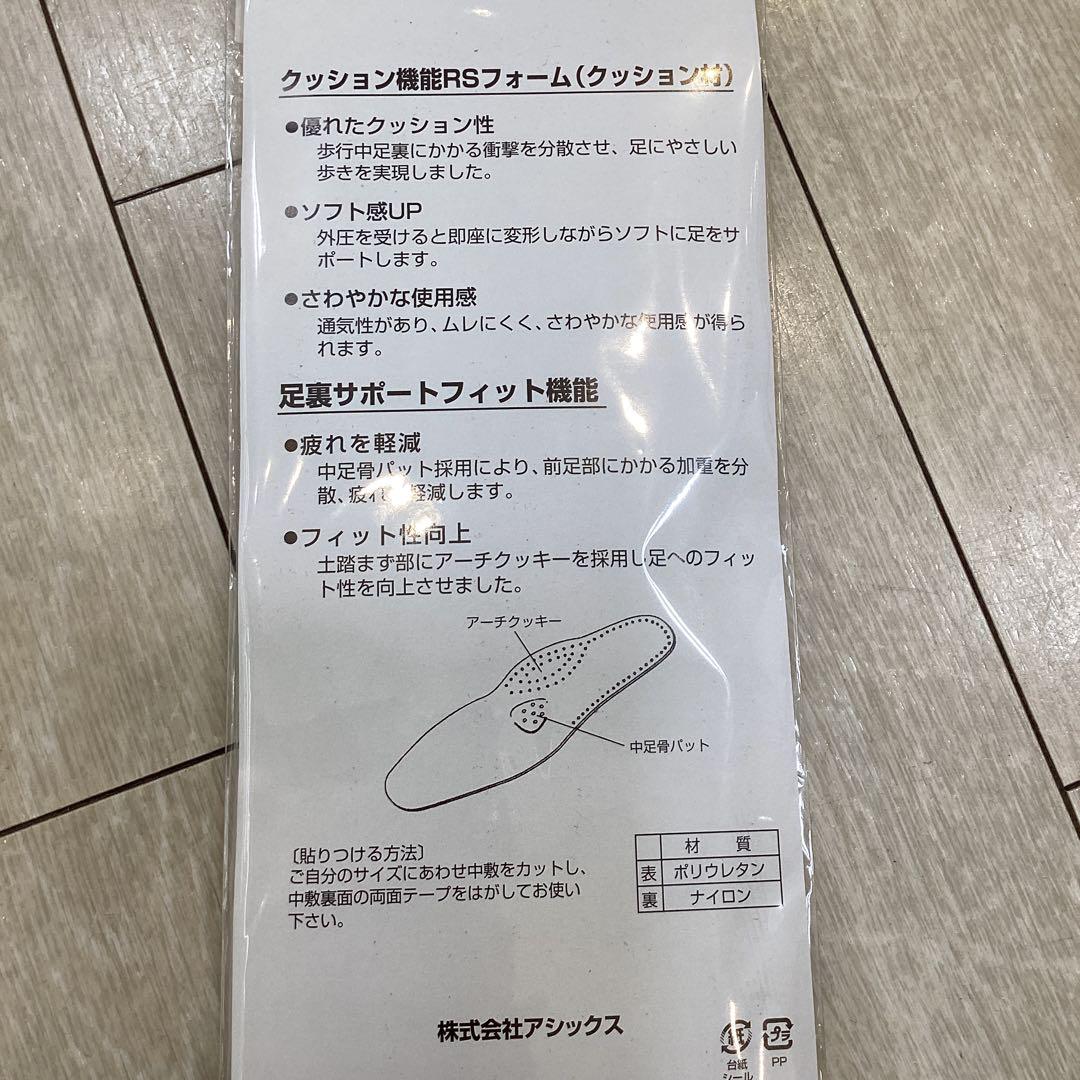 クッション機能RSフォーム(クッション材)
●優れたクッション性
歩行中足裏にかかる衝撃を分散させ、足にやさしい
歩きを実現しました。
●ソフト感UP
外圧を受けると即座に変形しながらソフトに足をサ
ポートします。
●さわやかな使用感
通気性があり、ムレにくく、さわやかな使用感が得ら
れます。
足裏サポートフィット機能
●疲れを軽減
中足骨パット採用により、前足部にかかる加重を分
散、疲れを軽減します。
●フィット性向上
土踏まず部にアーチクッキーを採用し足へのフィッ
ト性を向上させました。
アーチクッキー
中足骨パット
〔貼りつける方法〕
ご自分のサイズにあわせ中敷をカットし、
中敷裏面の両面テープをはがしてお使い
下さい。
材 質
表 ポリウレタン
裏 ナイロン
株式会社アシックス
紙 プラ
台紙 PP
シール